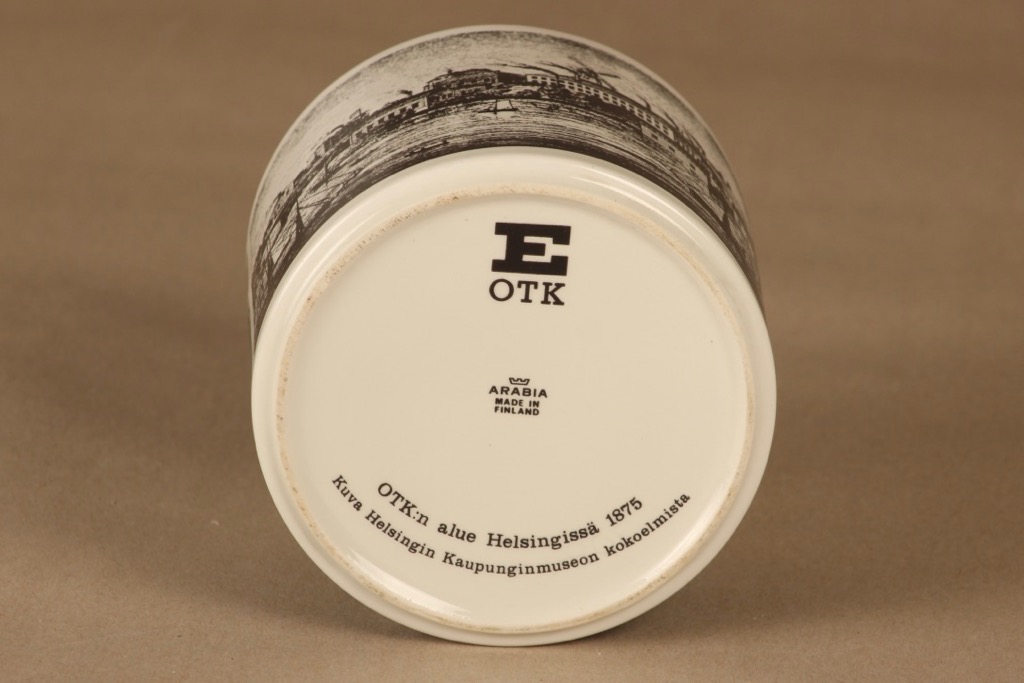 E
OTK
ARABIA
MADE IN
FINLAND
OTK:n alue Helsingissä 1875
Kuva Helsingin Kaupunginmuseon kokoelmista